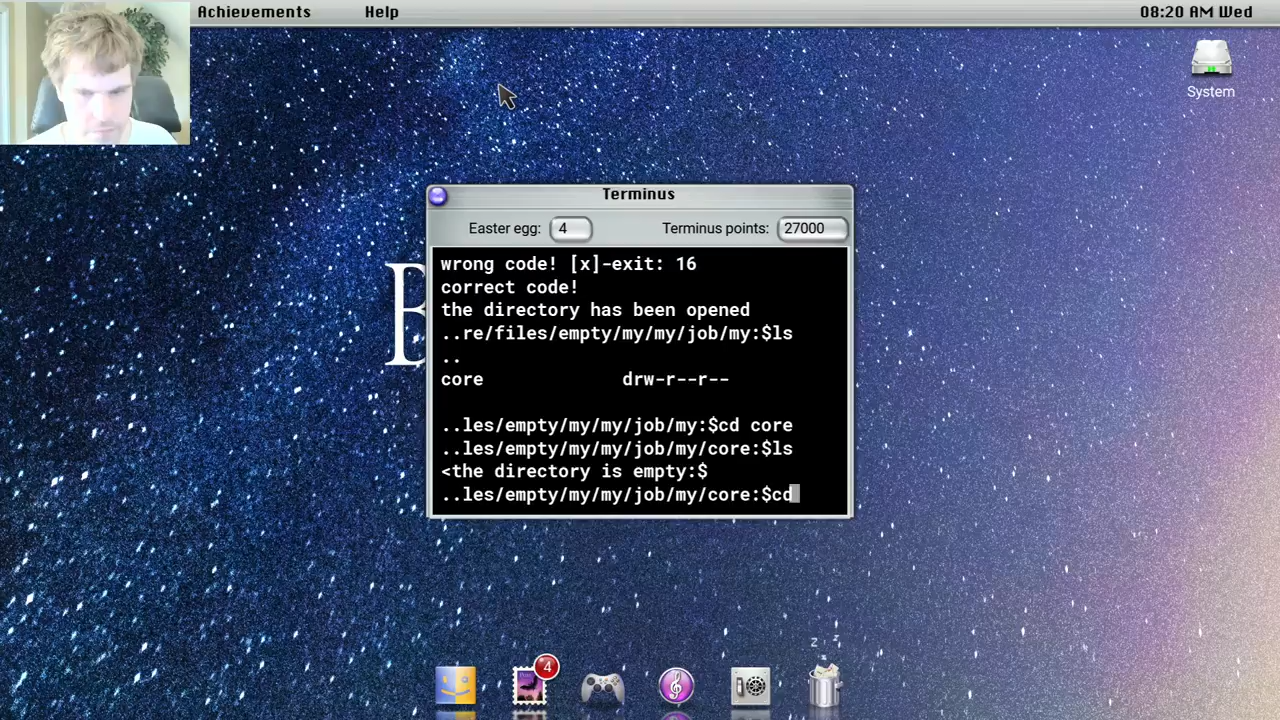 Achievements Help 08:20 AM Wed
System
Terminus
Easter egg: 4 Terminus points: 27000
wrong code! [x]-exit: 16
correct code!
the directory has been opened
..re/files/empty/my/my/job/my:$ls
..
core drw-r--r--
..les/empty/my/my/job/my:$cd core
..les/empty/my/my/job/my/core:$ls
<the directory is empty:$
..les/empty/my/my/job/my/core:$cd
B
z z
4